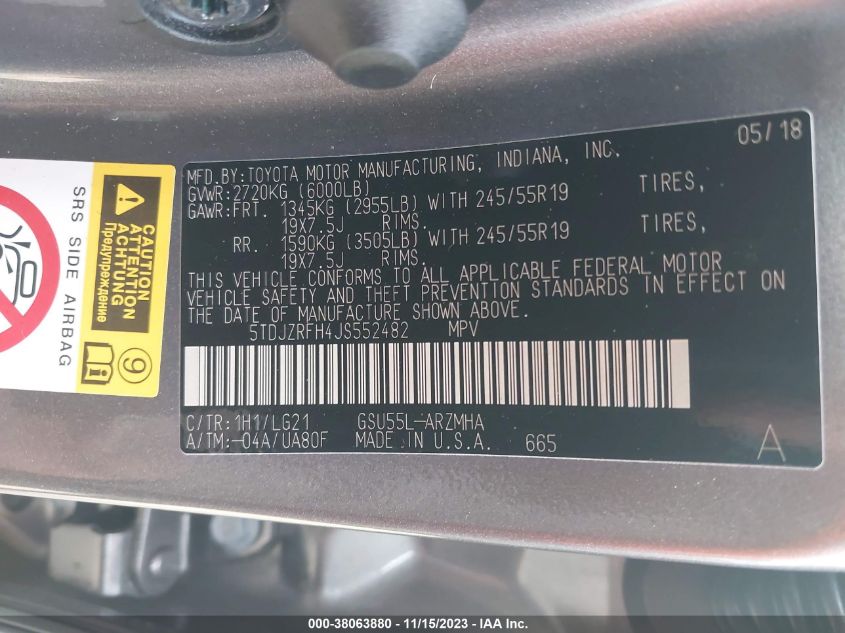 05/18
MFD.BY:TOYOTA MOTOR MANUFACTURING, INDIANA, INC.
GVWR:2720KG (6000LB)
GAWR:FRT. 1345KG (2955LB) WITH 245/55R19 TIRES,
19X7.5J RIMS.
RR. 1590KG (3505LB) WITH 245/55R19 TIRES,
19X7.5J RIMS.
THIS VEHICLE CONFORMS TO ALL APPLICABLE FEDERAL MOTOR
VEHICLE SAFETY AND THEFT PREVENTION STANDARDS IN EFFECT ON
THE DATE OF MANUFACTURE SHOWN ABOVE.
5TDJZRFH4JS552482 MPV
C/TR:1H1/LG21 GSU55L-ARZMHA
A/TM:-04A/UA80F MADE IN U.S.A. 665
A
CAUTION
ATTENTION
ACHTUNG
Предупреждение
SRS SIDE AIRBAG
9
000-38063880 - 11/15/2023 - IAA Inc.